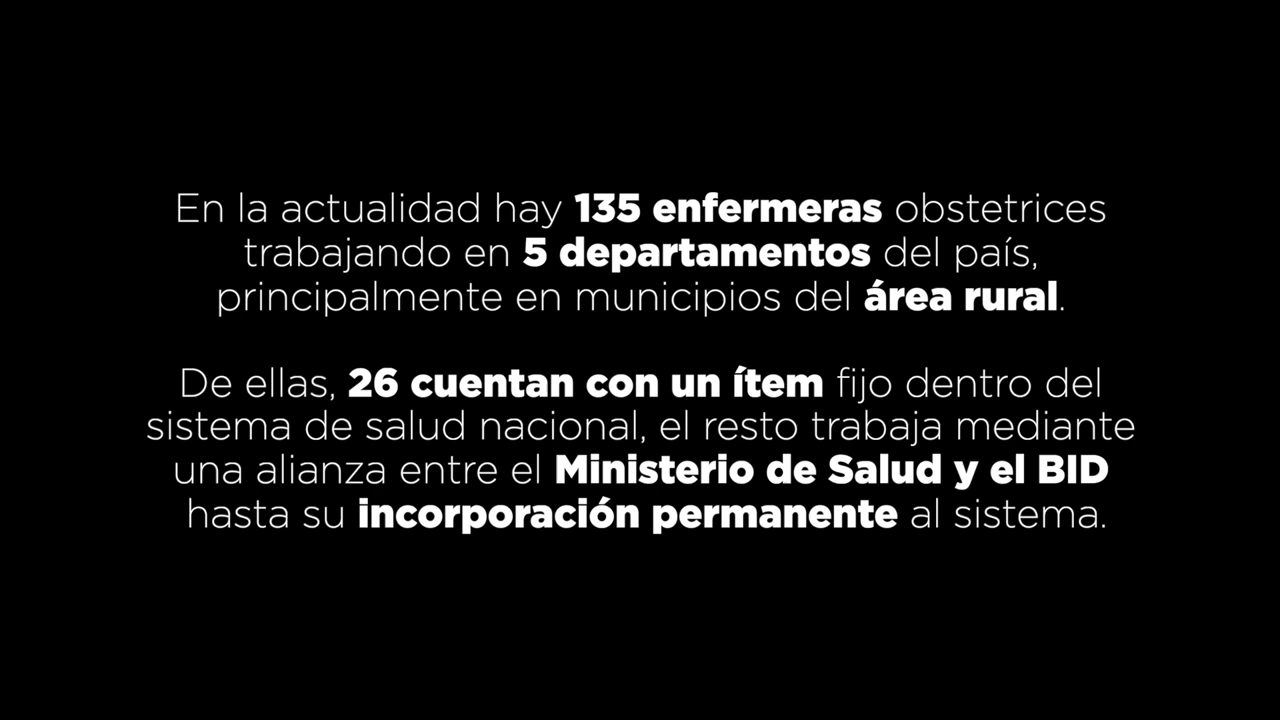 En la actualidad hay 135 enfermeras obstetrices
trabajando en 5 departamentos del país,
principalmente en municipios del área rural.
De ellas, 26 cuentan con un ítem fijo dentro del
sistema de salud nacional, el resto trabaja mediante
una alianza entre el Ministerio de Salud y el BID
hasta su incorporación permanente al sistema.